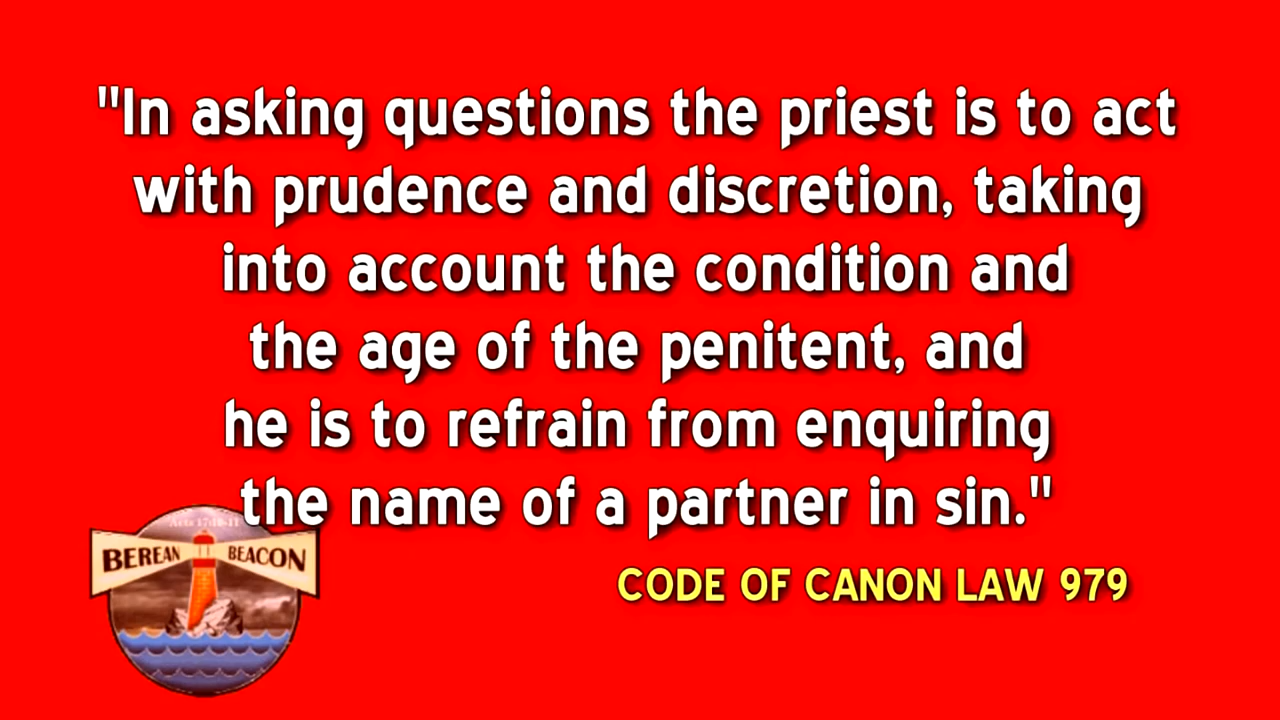 "In asking questions the priest is to act
with prudence and discretion, taking
into account the condition and
the age of the penitent, and
he is to refrain from enquiring
the name of a partner in sin."
CODE OF CANON LAW 979
BEREAN BEACON